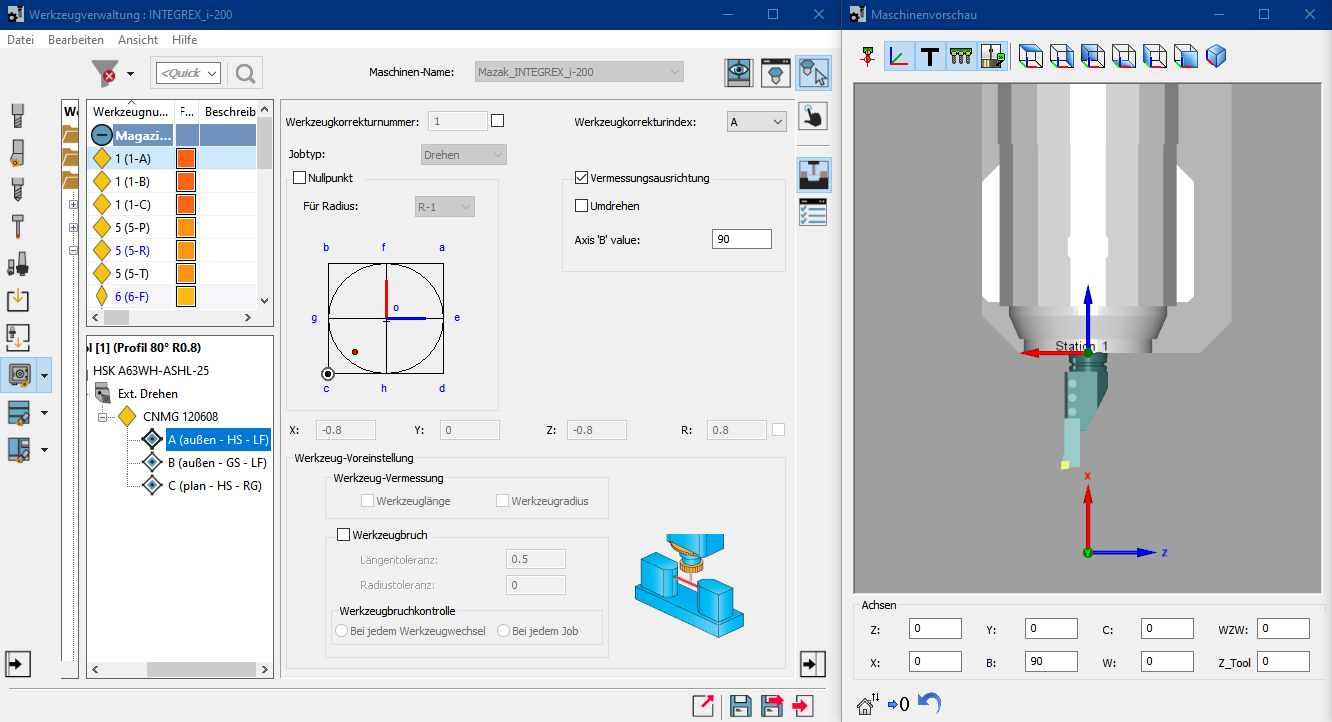 Werkzeugverwaltung : INTEGREX_i-200
Datei Bearbeiten Ansicht Hilfe
<Quick
Maschinen-Name: Mazak_INTEGREX_i-200
Werkzeugnu... F... Beschreib
Magazi...
1 (1-A)
1 (1-B)
1 (1-C)
5 (5-P)
5 (5-R)
5 (5-T)
6 (6-F)
[1] (Profil 80° R0.8)
HSK A63WH-ASHL-25
Ext. Drehen
CNMG 120608
A (außen - HS - LF)
B (außen - GS - LF)
C (plan - HS - RG)
Werkzeugkorrekturnummer: 1
Werkzeugkorrekturindex: A
Jobtyp: Drehen
Nullpunkt
Für Radius: R-1
Vermessungsausrichtung
Umdrehen
Axis 'B' value: 90
b f a
g o e
c h d
X: -0.8 Y: 0 Z: -0.8 R: 0.8
Werkzeug-Voreinstellung
Werkzeug-Vermessung
Werkzeuglänge Werkzeugradius
Werkzeugbruch
Längentoleranz: 0.5
Radiustoleranz: 0
Werkzeugbruchkontrolle
Bei jedem Werkzeugwechsel Bei jedem Job
Maschinenvorschau
T
Station 1
X
Y
Z
Achsen
Z: 0 Y: 0 C: 0 WZW: 0
X: 0 B: 90 W: 0 Z_Tool 0
0